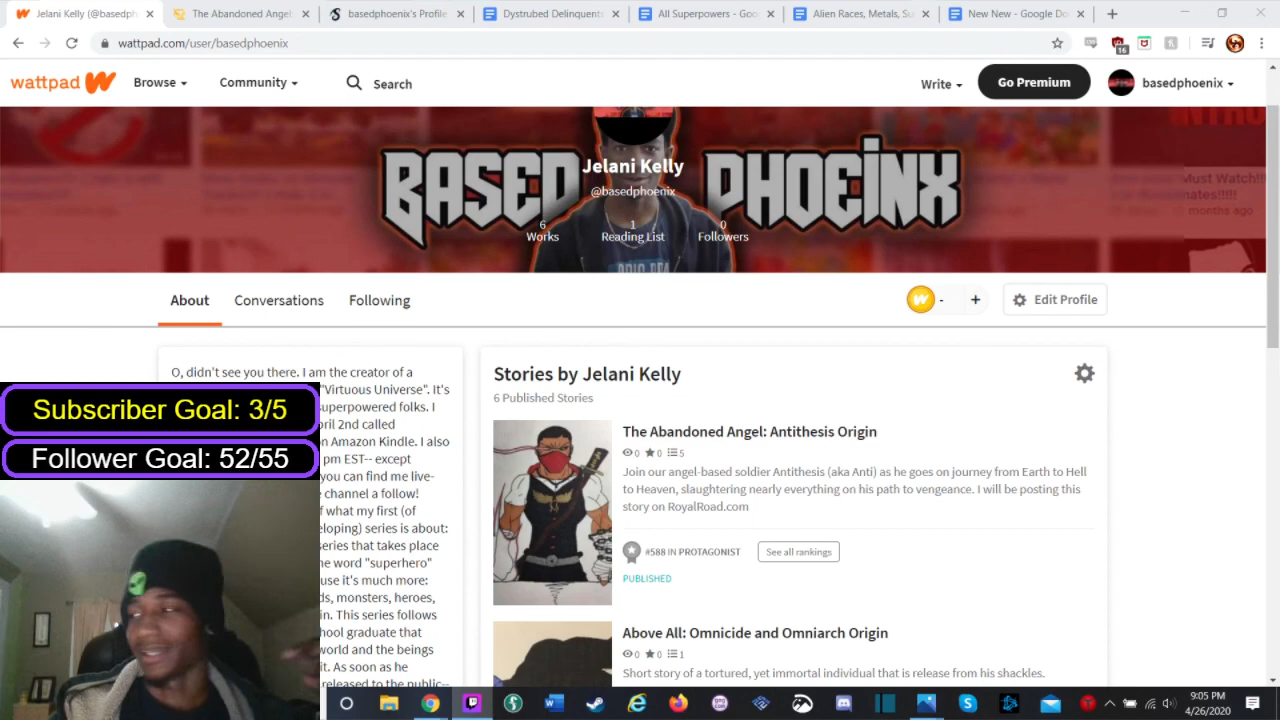 Jelani Kelly (@basedph
The Abandoned Angel:
basedphoenix's Profile
Dystrubed Delinquent
All Superpowers - Goo
Alien Races, Metals, Su
New New - Google Do
wattpad.com/user/basedphoenix
16
wattpad
Browse
Community
Search
Write
Go Premium
basedphoenix
BASED PHOEINX
Jelani Kelly
@basedphoenix
6
Works
1
Reading List
0
Followers
Must Watch!!
mates!!!!!
months ago
About
Conversations
Following
-
+
Edit Profile
O, didn't see you there. I am the creator of a
"Virtuous Universe". It's
superpowered folks. I
pril 2nd called
n Amazon Kindle. I also
pm EST-- except
you can find me live-
channel a follow!
f what my first (of
loping) series is about:
series that takes place
he word "superhero"
use it's much more:
ds, monsters, heroes,
in. This series follows
hool graduate that
world and the beings
it. As soon as he
released to the public--
Subscriber Goal: 3/5
Follower Goal: 52/55
Stories by Jelani Kelly
6 Published Stories
The Abandoned Angel: Antithesis Origin
0 0 5
Join our angel-based soldier Antithesis (aka Anti) as he goes on journey from Earth to Hell
to Heaven, slaughtering nearly everything on his path to vengeance. I will be posting this
story on RoyalRoad.com
#588 IN PROTAGONIST
See all rankings
PUBLISHED
Above All: Omnicide and Omniarch Origin
0 0 1
Short story of a tortured, yet immortal individual that is release from his shackles.
9:05 PM
4/26/2020